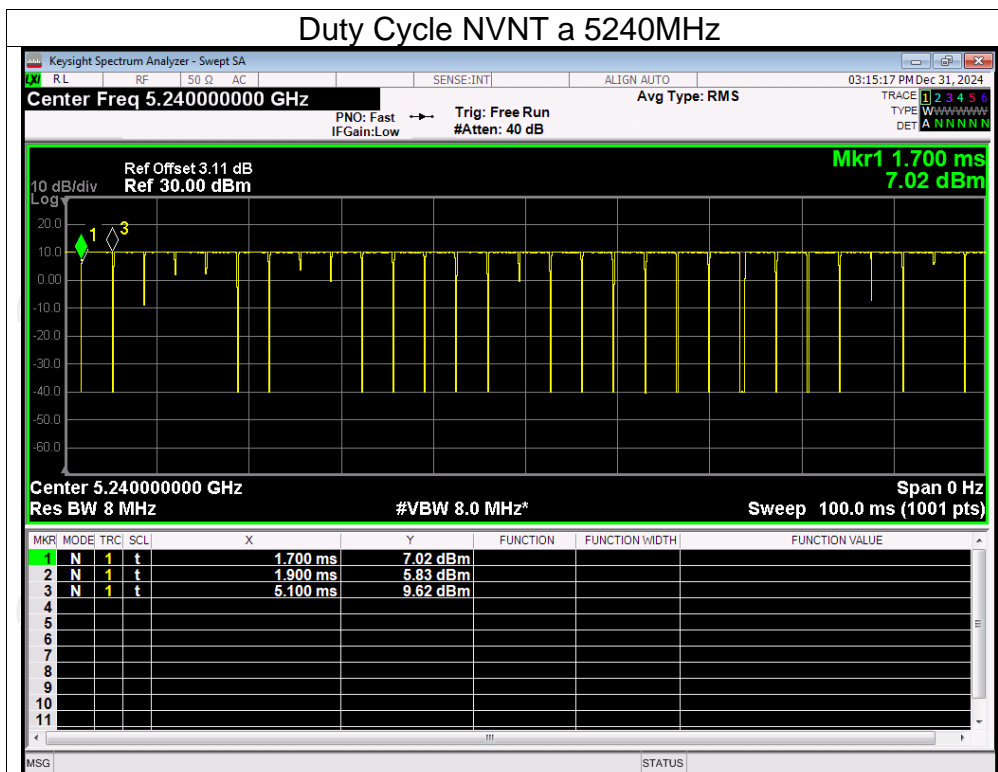 Duty Cycle NVNT a 5240MHz
Keysight Spectrum Analyzer - Swept SA
LXI RL RF 50 Ω AC SENSE:INT ALIGN AUTO 03:15:17 PM Dec 31, 2024
Center Freq 5.240000000 GHz Avg Type: RMS TRACE 1 2 3 4 5 6
PNO: Fast Trig: Free Run TYPE WWWWWW
IFGain:Low #Atten: 40 dB DET A N N N N N
Mkr1 1.700 ms
Ref Offset 3.11 dB
10 dB/div Ref 30.00 dBm 7.02 dBm
Log
20.0
1 3
10.0
0.00
-10.0
-20.0
-30.0
-40.0
-50.0
-60.0
Center 5.240000000 GHz Span 0 Hz
Res BW 8 MHz #VBW 8.0 MHz* Sweep 100.0 ms (1001 pts)
MKR MODE TRC SCL X Y FUNCTION FUNCTION WIDTH FUNCTION VALUE
1 N 1 t 1.700 ms 7.02 dBm
2 N 1 t 1.900 ms 5.83 dBm
3 N 1 t 5.100 ms 9.62 dBm
4
5
6
7
8
9
10
11
MSG STATUS